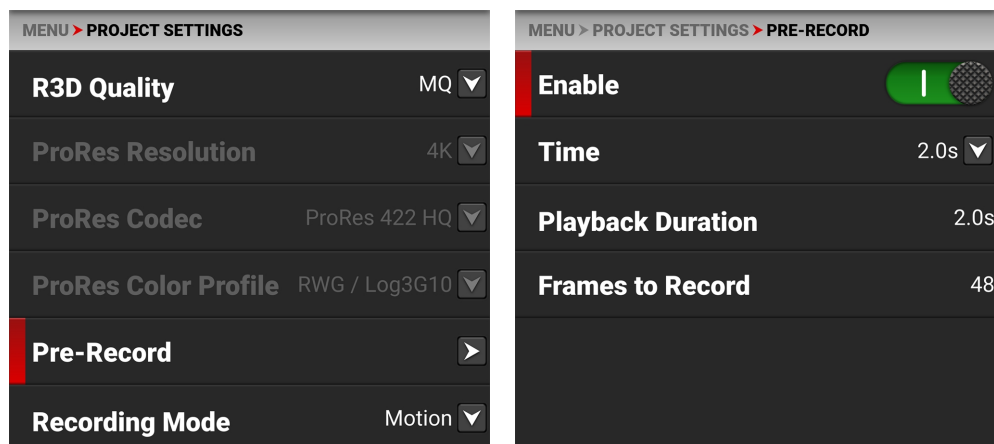 MENU PROJECT SETTINGS
R3D Quality MQ
ProRes Resolution 4K
ProRes Codec ProRes 422 HQ
ProRes Color Profile RWG / Log3G10
Pre-Record
Recording Mode Motion
MENU PROJECT SETTINGS PRE-RECORD
Enable
Time 2.0s
Playback Duration 2.0s
Frames to Record 48